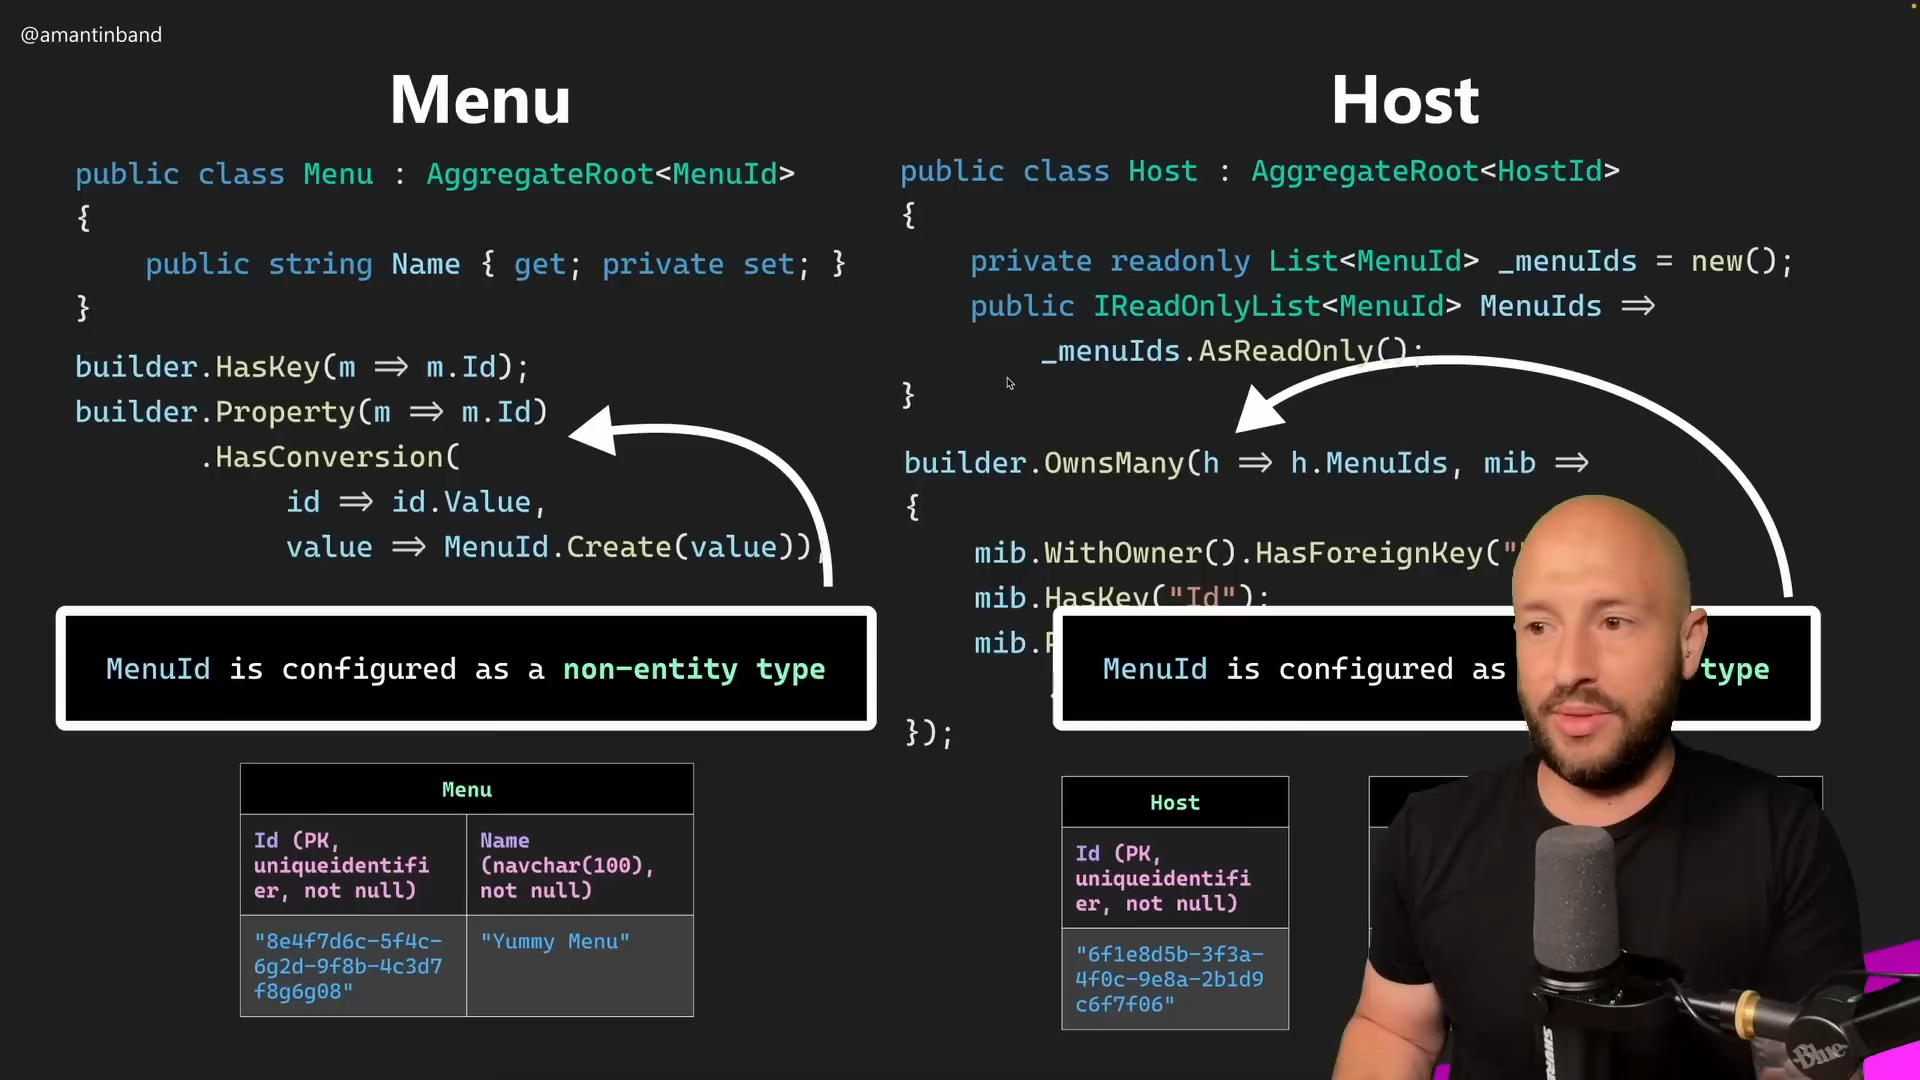 @amantinband
Menu
public class Menu : AggregateRoot<MenuId>
{
public string Name { get; private set; }
}
builder.HasKey(m => m.Id);
builder.Property(m => m.Id)
.HasConversion(
id => id.Value,
value => MenuId.Create(value));
MenuId is configured as a non-entity type
Menu
Id (PK,
uniqueidentifi
er, not null)
Name
(navchar(100),
not null)
"8e4f7d6c-5f4c-
6g2d-9f8b-4c3d7
f8g6g08"
"Yummy Menu"
Host
public class Host : AggregateRoot<HostId>
{
private readonly List<MenuId> _menuIds = new();
public IReadOnlyList<MenuId> MenuIds =>
_menuIds.AsReadOnly();
}
builder.OwnsMany(h => h.MenuIds, mib =>
{
mib.WithOwner().HasForeignKey("
mib.HasKey("Id");
mib.
MenuId is configured as type
});
Host
Id (PK,
uniqueidentifi
er, not null)
"6f1e8d5b-3f3a-
4f0c-9e8a-2b1d9
c6f7f06"
SHURE
Blue